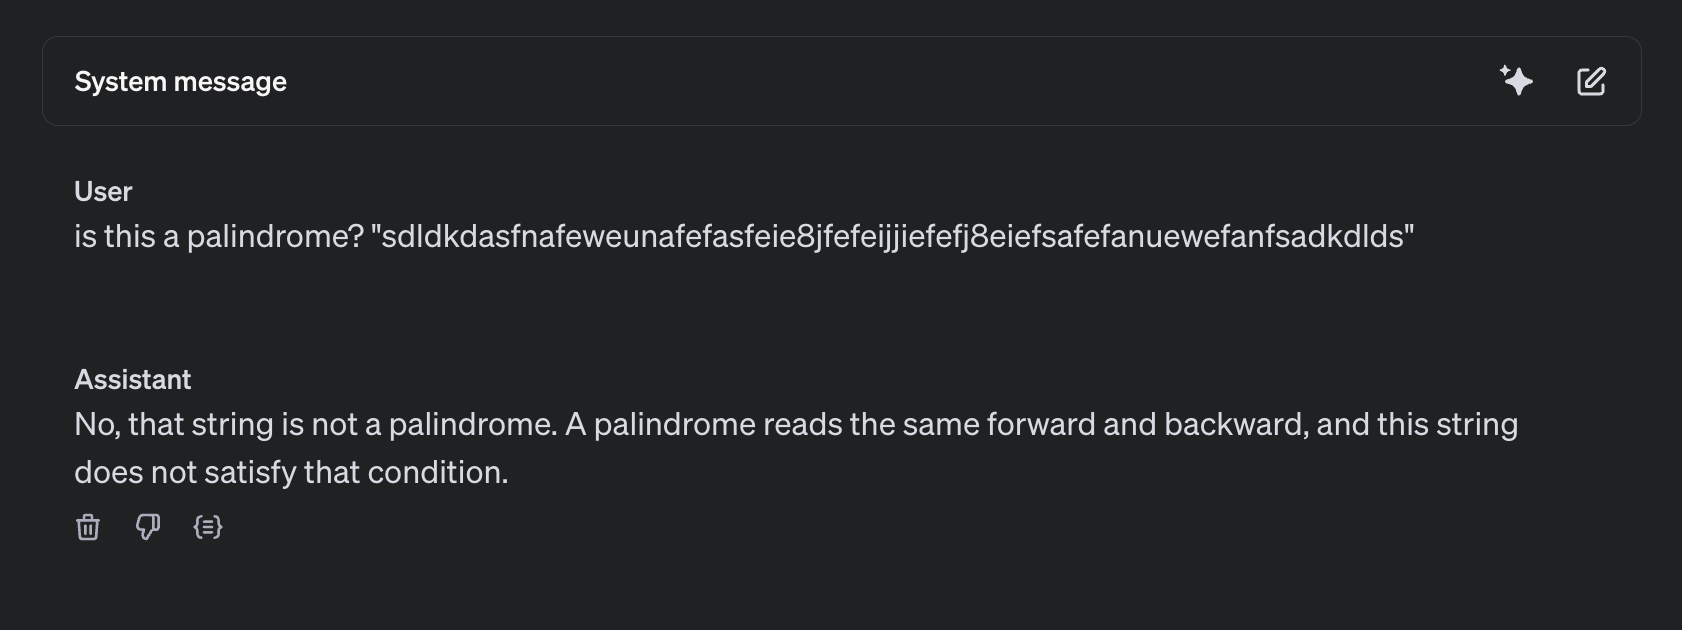 System message
User
is this a palindrome? "sdldkdasfnafeweunafefasfeie8jfefeijjiefefj8eiefsafefanuewefanfsadkdlds"
Assistant
No, that string is not a palindrome. A palindrome reads the same forward and backward, and this string
does not satisfy that condition.